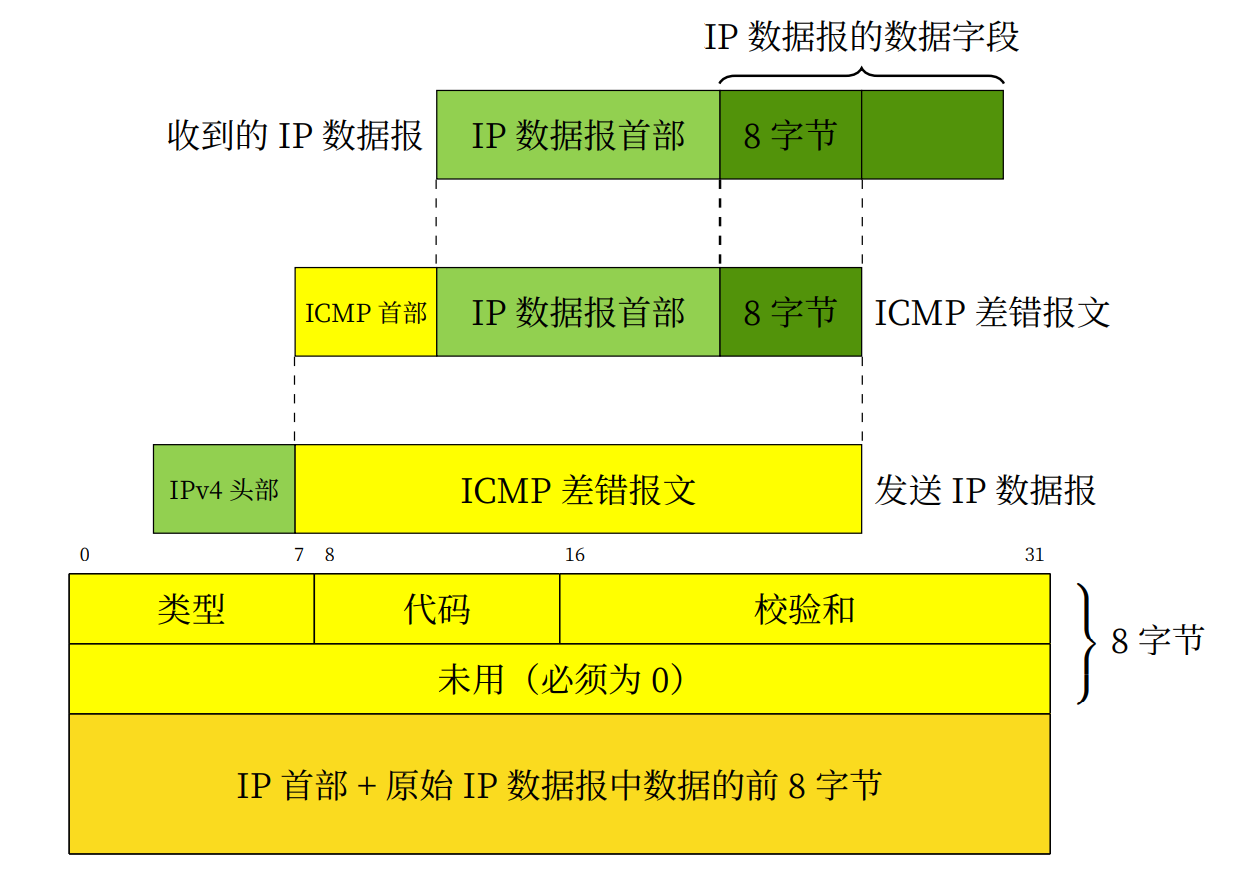 IP 数据报的数据字段
收到的 IP 数据报
IP 数据报首部
8 字节
ICMP 首部
IP 数据报首部
8 字节
ICMP 差错报文
IPv4 头部
ICMP 差错报文
发送 IP 数据报
0 7 8 16 31
类型 代码 校验和
8 字节
未用（必须为 0）
IP 首部 + 原始 IP 数据报中数据的前 8 字节